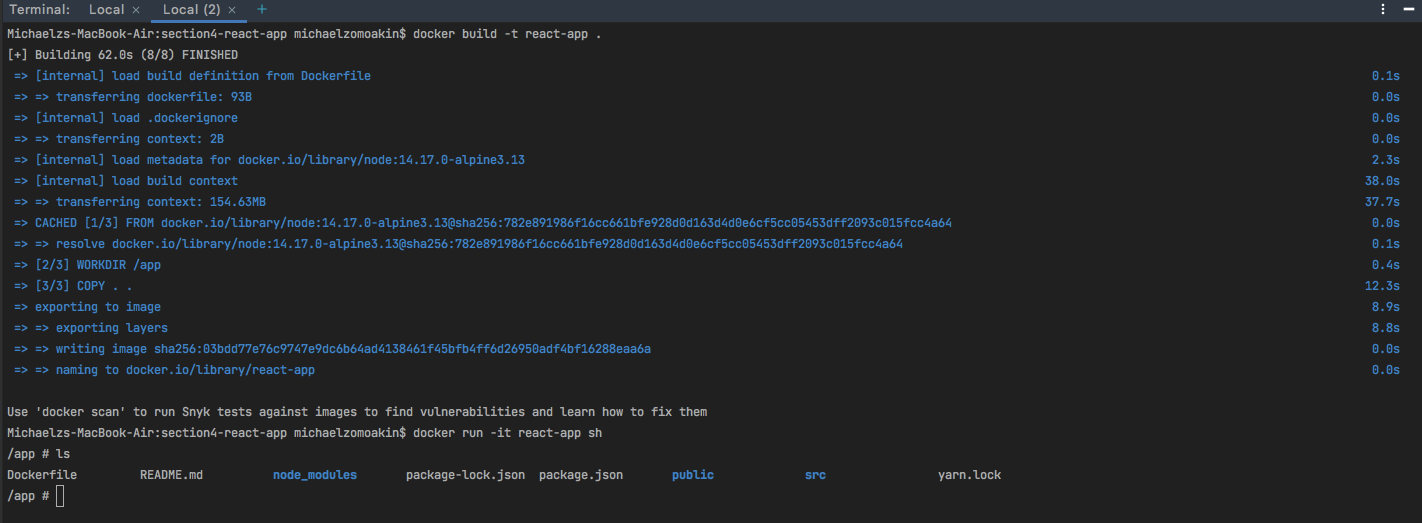 Terminal: Local × Local (2) × +
Michaelzs-MacBook-Air:section4-react-app michaelzomoakin$ docker build -t react-app .
[+] Building 62.0s (8/8) FINISHED
=> [internal] load build definition from Dockerfile 0.1s
=> => transferring dockerfile: 93B 0.0s
=> [internal] load .dockerignore 0.0s
=> => transferring context: 2B 0.0s
=> [internal] load metadata for docker.io/library/node:14.17.0-alpine3.13 2.3s
=> [internal] load build context 38.0s
=> => transferring context: 154.63MB 37.7s
=> CACHED [1/3] FROM docker.io/library/node:14.17.0-alpine3.13@sha256:782e891986f16cc661bfe928d0d163d4d0e6cf5cc05453dff2093c015fcc4a64 0.0s
=> => resolve docker.io/library/node:14.17.0-alpine3.13@sha256:782e891986f16cc661bfe928d0d163d4d0e6cf5cc05453dff2093c015fcc4a64 0.1s
=> [2/3] WORKDIR /app 0.4s
=> [3/3] COPY . . 12.3s
=> exporting to image 8.9s
=> => exporting layers 8.8s
=> => writing image sha256:03bdd77e76c9747e9dc6b64ad4138461f45bfb4ff6d26950adf4bf16288eaa6a 0.0s
=> => naming to docker.io/library/react-app 0.0s
Use 'docker scan' to run Snyk tests against images to find vulnerabilities and learn how to fix them
Michaelzs-MacBook-Air:section4-react-app michaelzomoakin$ docker run -it react-app sh
/app # ls
Dockerfile README.md node_modules package-lock.json package.json public src yarn.lock
/app #